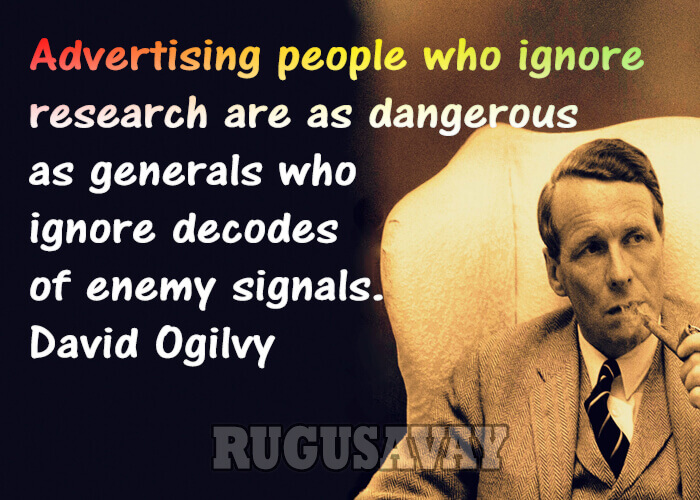 Advertising people who ignore
research are as dangerous
as generals who
ignore decodes
of enemy signals.
David Ogilvy
RUGUSAVAY